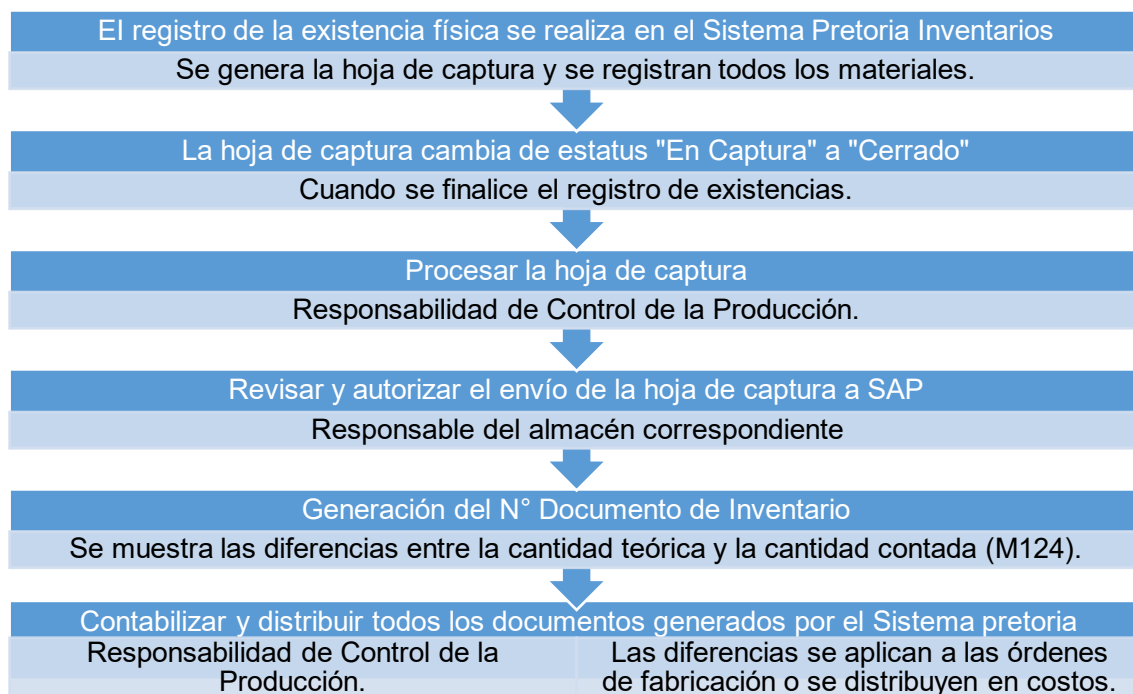 El registro de la existencia física se realiza en el Sistema Pretoria Inventarios
Se genera la hoja de captura y se registran todos los materiales.
La hoja de captura cambia de estatus "En Captura" a "Cerrado"
Cuando se finalice el registro de existencias.
Procesar la hoja de captura
Responsabilidad de Control de la Producción.
Revisar y autorizar el envío de la hoja de captura a SAP
Responsable del almacén correspondiente
Generación del N° Documento de Inventario
Se muestra las diferencias entre la cantidad teórica y la cantidad contada (M124).
Contabilizar y distribuir todos los documentos generados por el Sistema pretoria
Responsabilidad de Control de la
Producción.
Las diferencias se aplican a las órdenes
de fabricación o se distribuyen en costos.